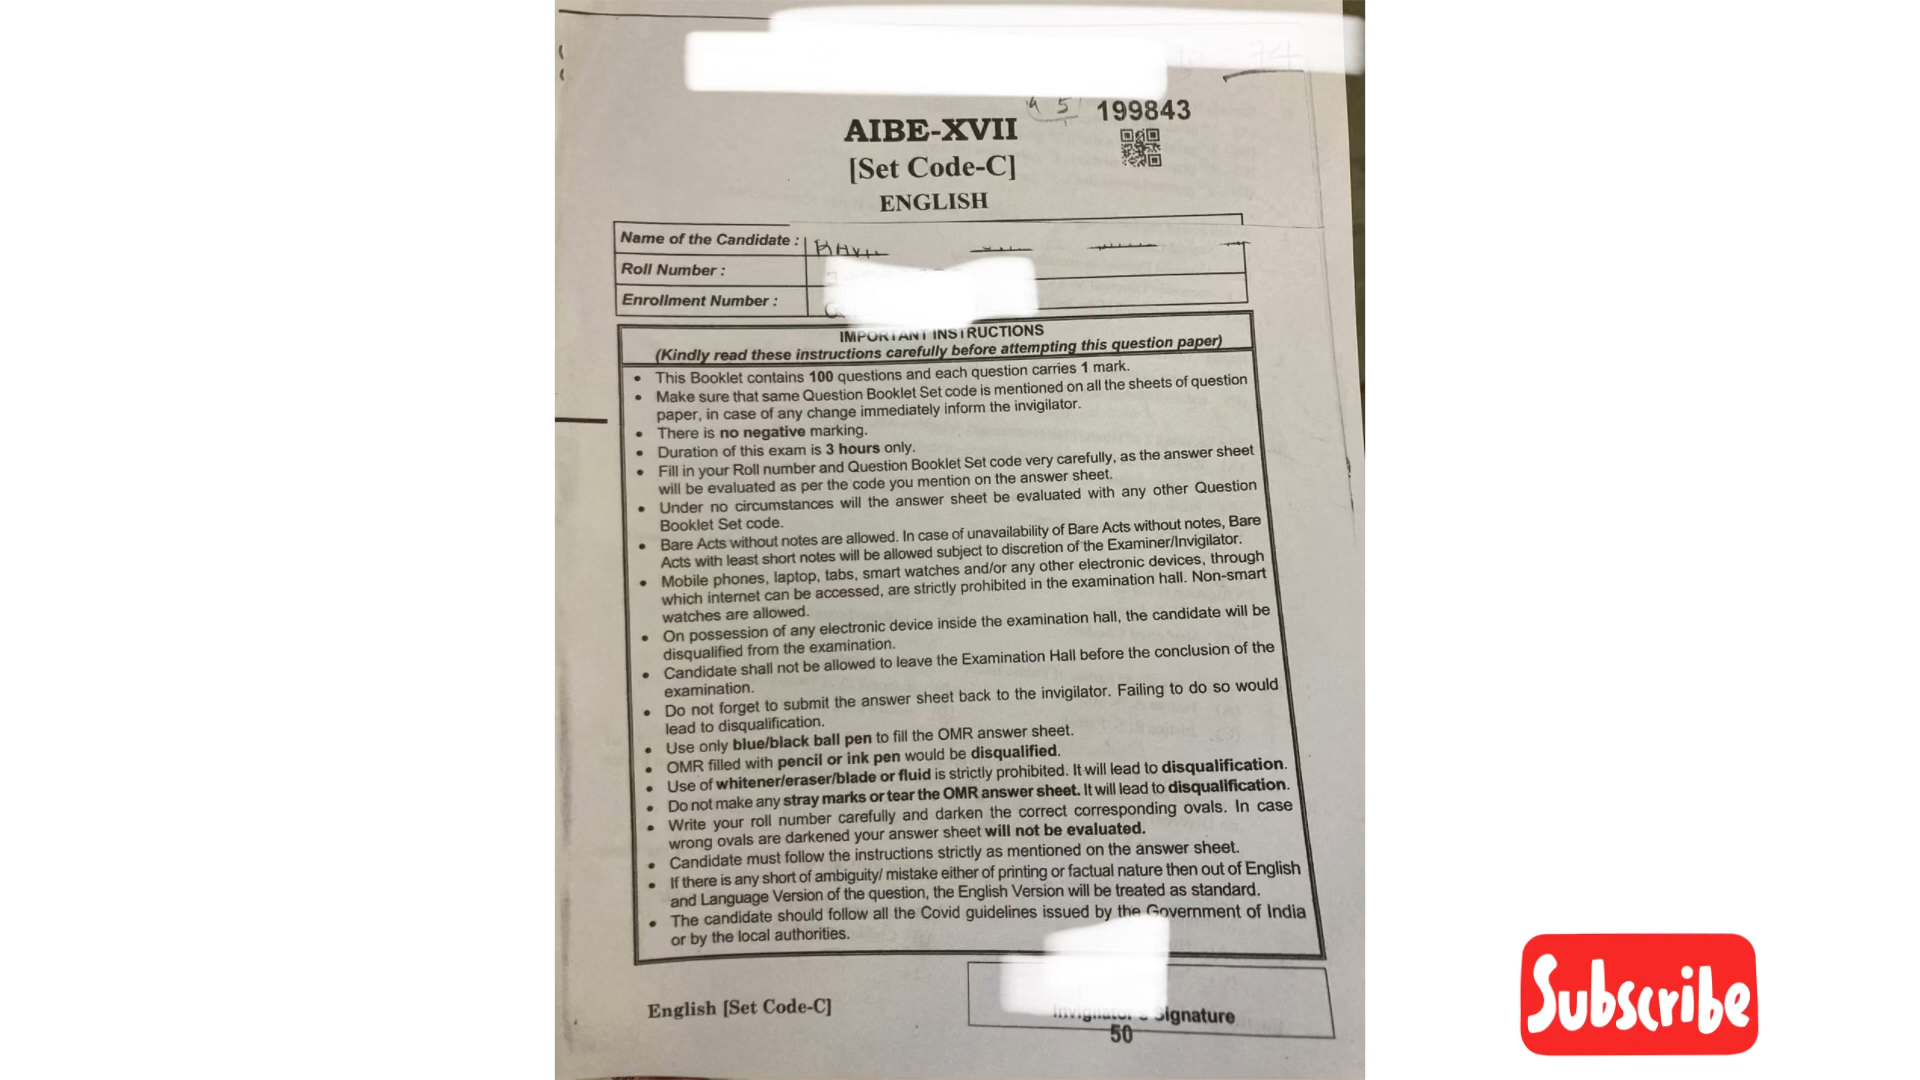 199843
AIBE-XVII
[Set Code-C]
ENGLISH
Name of the Candidate :
Roll Number :
Enrollment Number :
IMPORTANT INSTRUCTIONS
(Kindly read these instructions carefully before attempting this question paper)
• This Booklet contains 100 questions and each question carries 1 mark.
• Make sure that same Question Booklet Set code is mentioned on all the sheets of question
paper, in case of any change immediately inform the invigilator.
• There is no negative marking.
• Duration of this exam is 3 hours only.
• Fill in your Roll number and Question Booklet Set code very carefully, as the answer sheet
will be evaluated as per the code you mention on the answer sheet.
• Under no circumstances will the answer sheet be evaluated with any other Question
Booklet Set code.
• Bare Acts without notes are allowed. In case of unavailability of Bare Acts without notes, Bare
Acts with least short notes will be allowed subject to discretion of the Examiner/Invigilator.
• Mobile phones, laptop, tabs, smart watches and/or any other electronic devices, through
which internet can be accessed, are strictly prohibited in the examination hall. Non-smart
watches are allowed.
• On possession of any electronic device inside the examination hall, the candidate will be
disqualified from the examination.
• Candidate shall not be allowed to leave the Examination Hall before the conclusion of the
examination.
• Do not forget to submit the answer sheet back to the invigilator. Failing to do so would
lead to disqualification.
• Use only blue/black ball pen to fill the OMR answer sheet.
• OMR filled with pencil or ink pen would be disqualified.
• Use of whitener/eraser/blade or fluid is strictly prohibited. It will lead to disqualification.
• Do not make any stray marks or tear the OMR answer sheet. It will lead to disqualification.
• Write your roll number carefully and darken the correct corresponding ovals. In case
wrong ovals are darkened your answer sheet will not be evaluated.
• Candidate must follow the instructions strictly as mentioned on the answer sheet.
• If there is any short of ambiguity/ mistake either of printing or factual nature then out of English
and Language Version of the question, the English Version will be treated as standard.
• The candidate should follow all the Covid guidelines issued by the Government of India
or by the local authorities.
English [Set Code-C]
Signature
50
Subscribe